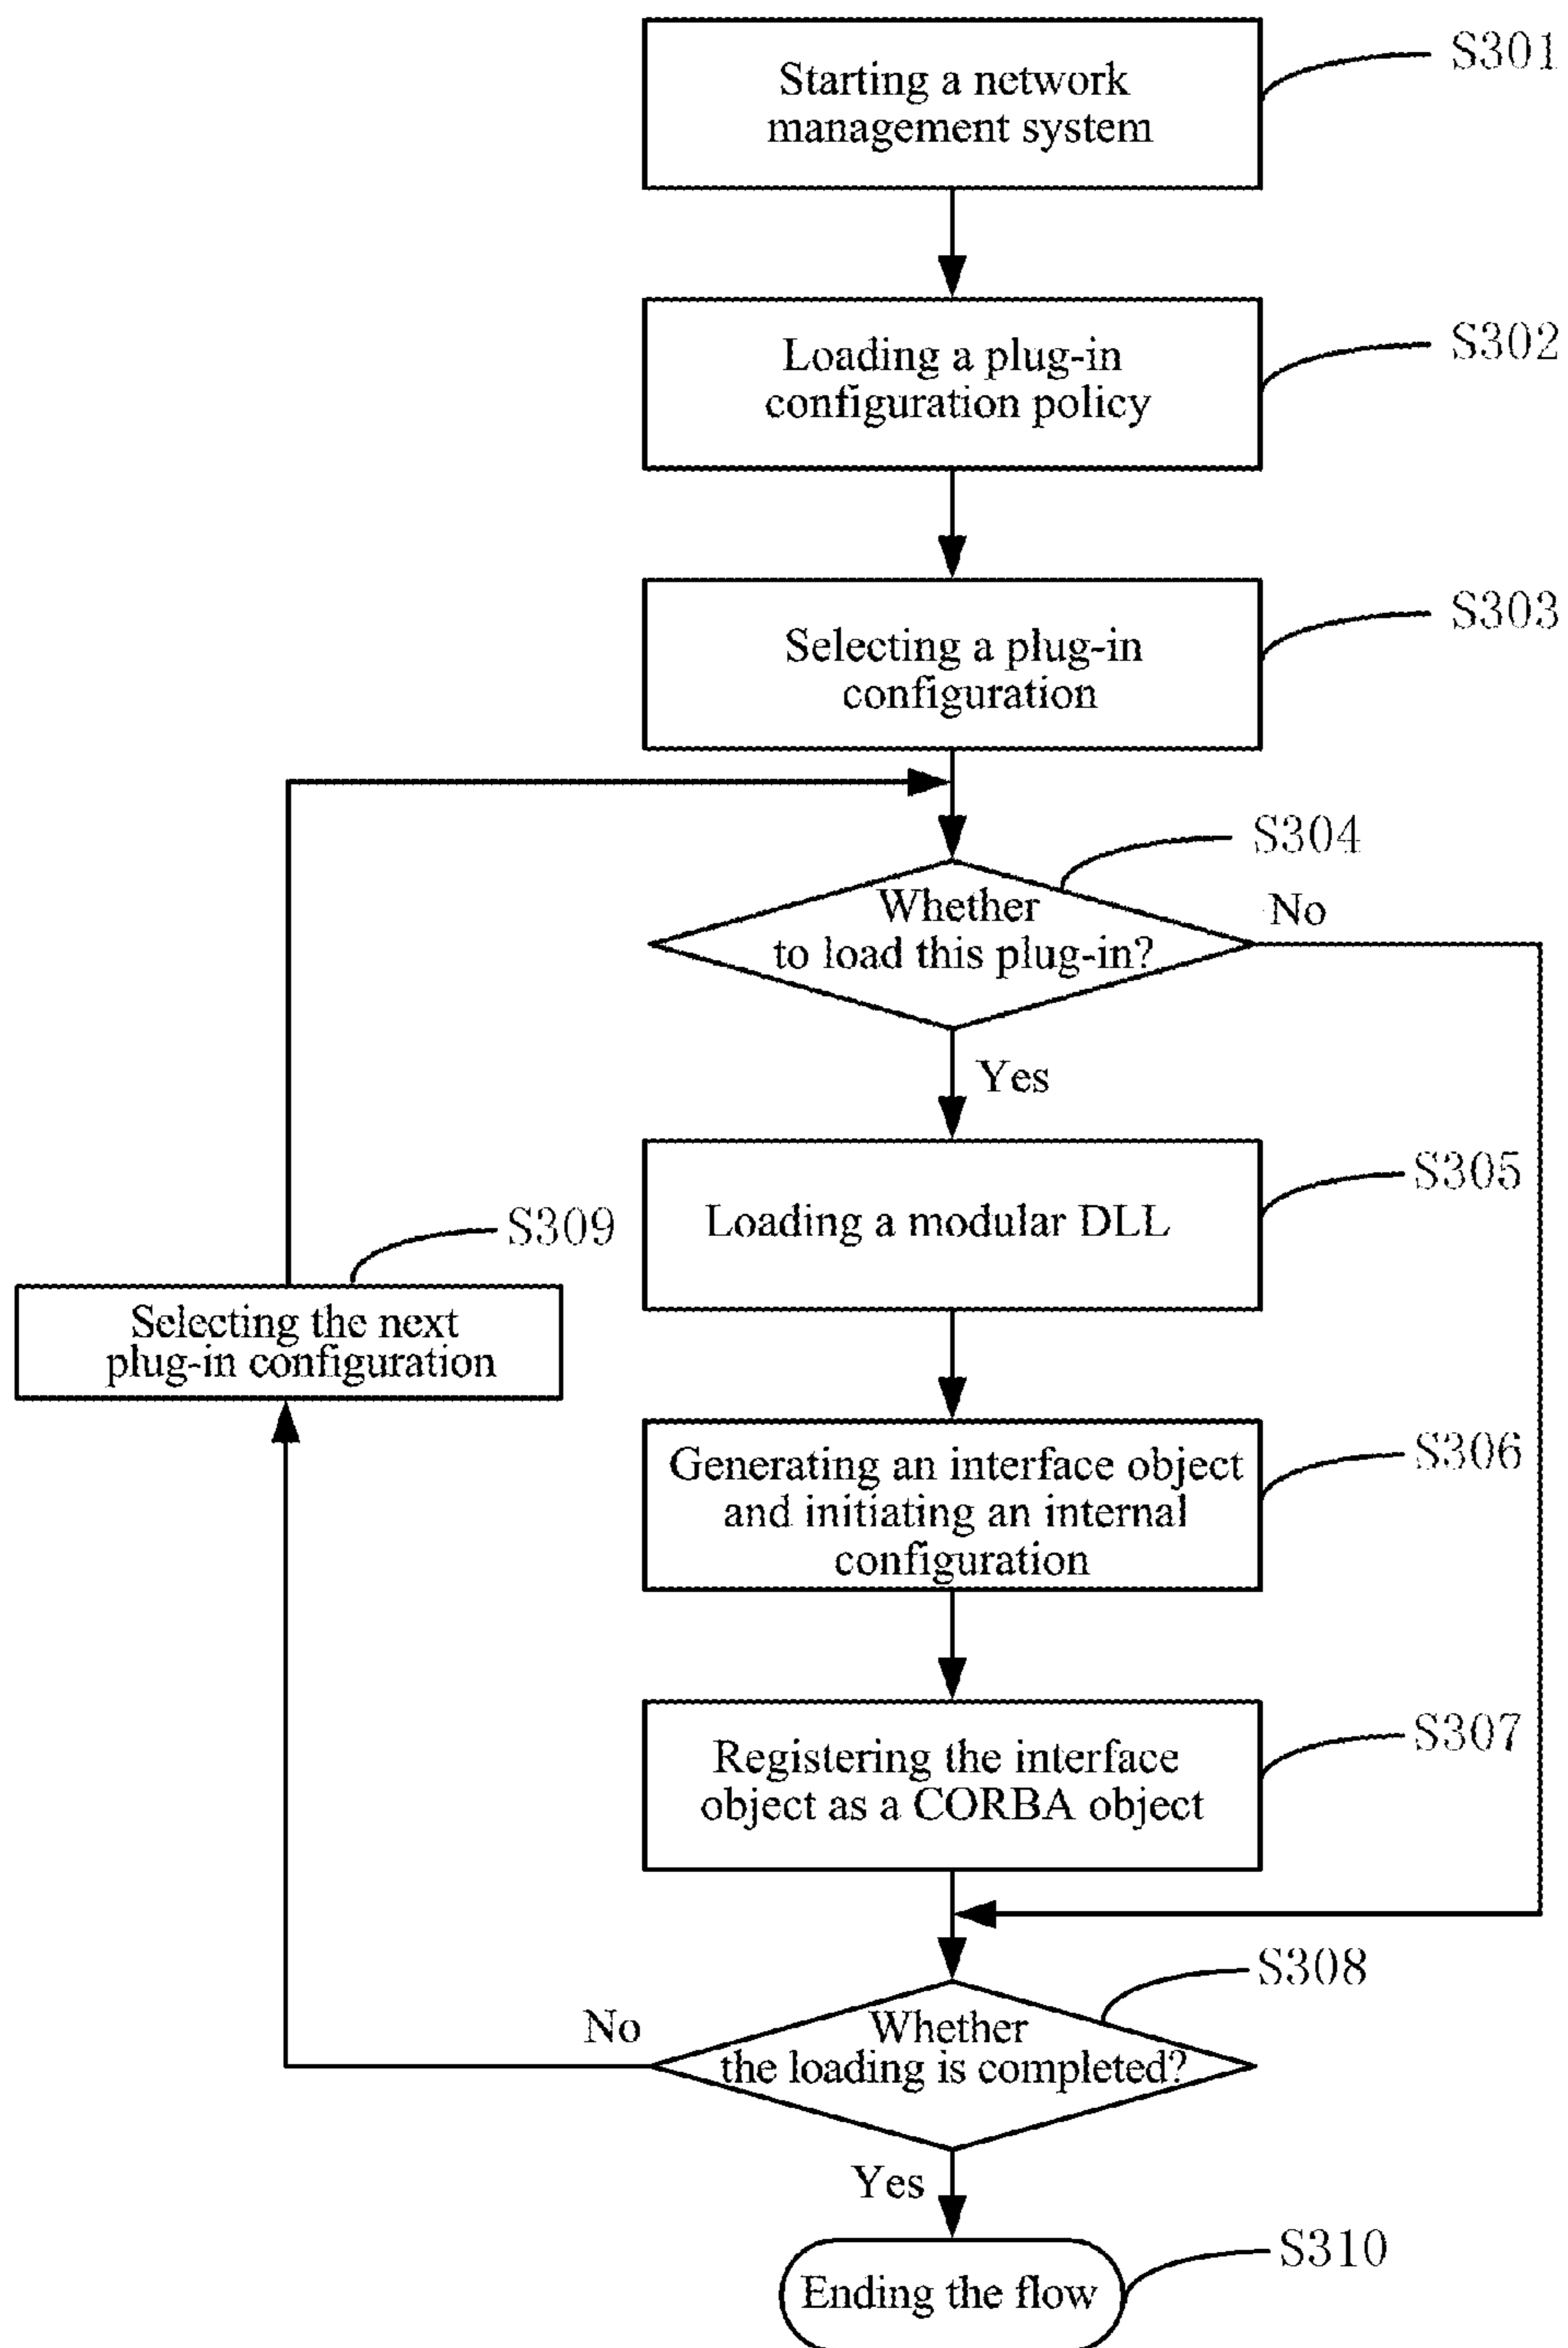 Starting a network
management system
S301
Loading a plug-in
configuration policy
S302
Selecting a plug-in
configuration
S303
S304
Whether
to load this plug-in?
No
Yes
Loading a modular DLL
S305
S309
Selecting the next
plug-in configuration
Generating an interface object
and initiating an internal
configuration
S306
Registering the interface
object as a CORBA object
S307
S308
Whether
the loading is completed?
No
Yes
Ending the flow
S310